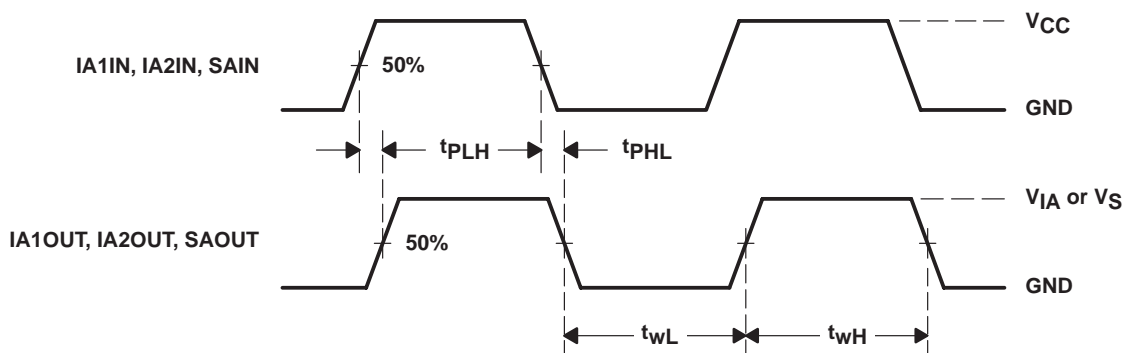 VCC
IA1IN, IA2IN, SAIN
50%
GND
tPLH
tPHL
VIA or VS
IA1OUT, IA2OUT, SAOUT
50%
GND
twL
twH